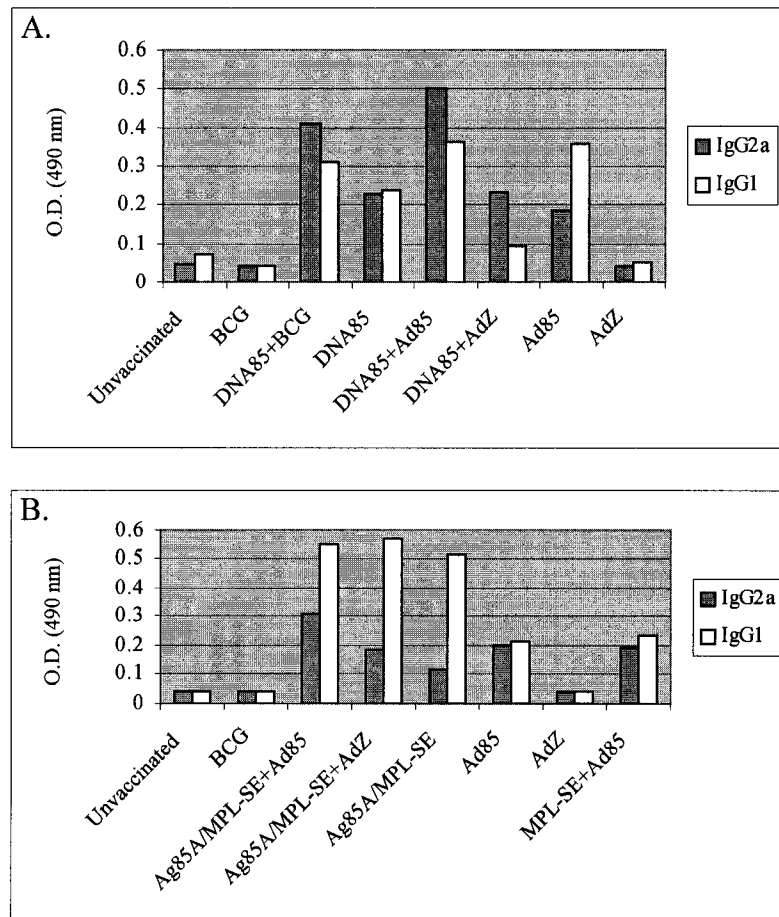 A.
0.6
0.5
0.4
0.3
0.2
0.1
0
O.D. (490 nm)
IgG2a
IgG1
Unvaccinated
BCG
DNA85+BCG
DNA85
DNA85+Ad85
DNA85+AdZ
Ad85
AdZ
B.
0.6
0.5
0.4
0.3
0.2
0.1
0
O.D. (490 nm)
IgG2a
IgG1
Unvaccinated
BCG
Ag85A/MPL-SE+Ad85
Ag85A/MPL-SE+AdZ
Ag85A/MPL-SE
Ad85
AdZ
MPL-SE+Ad85